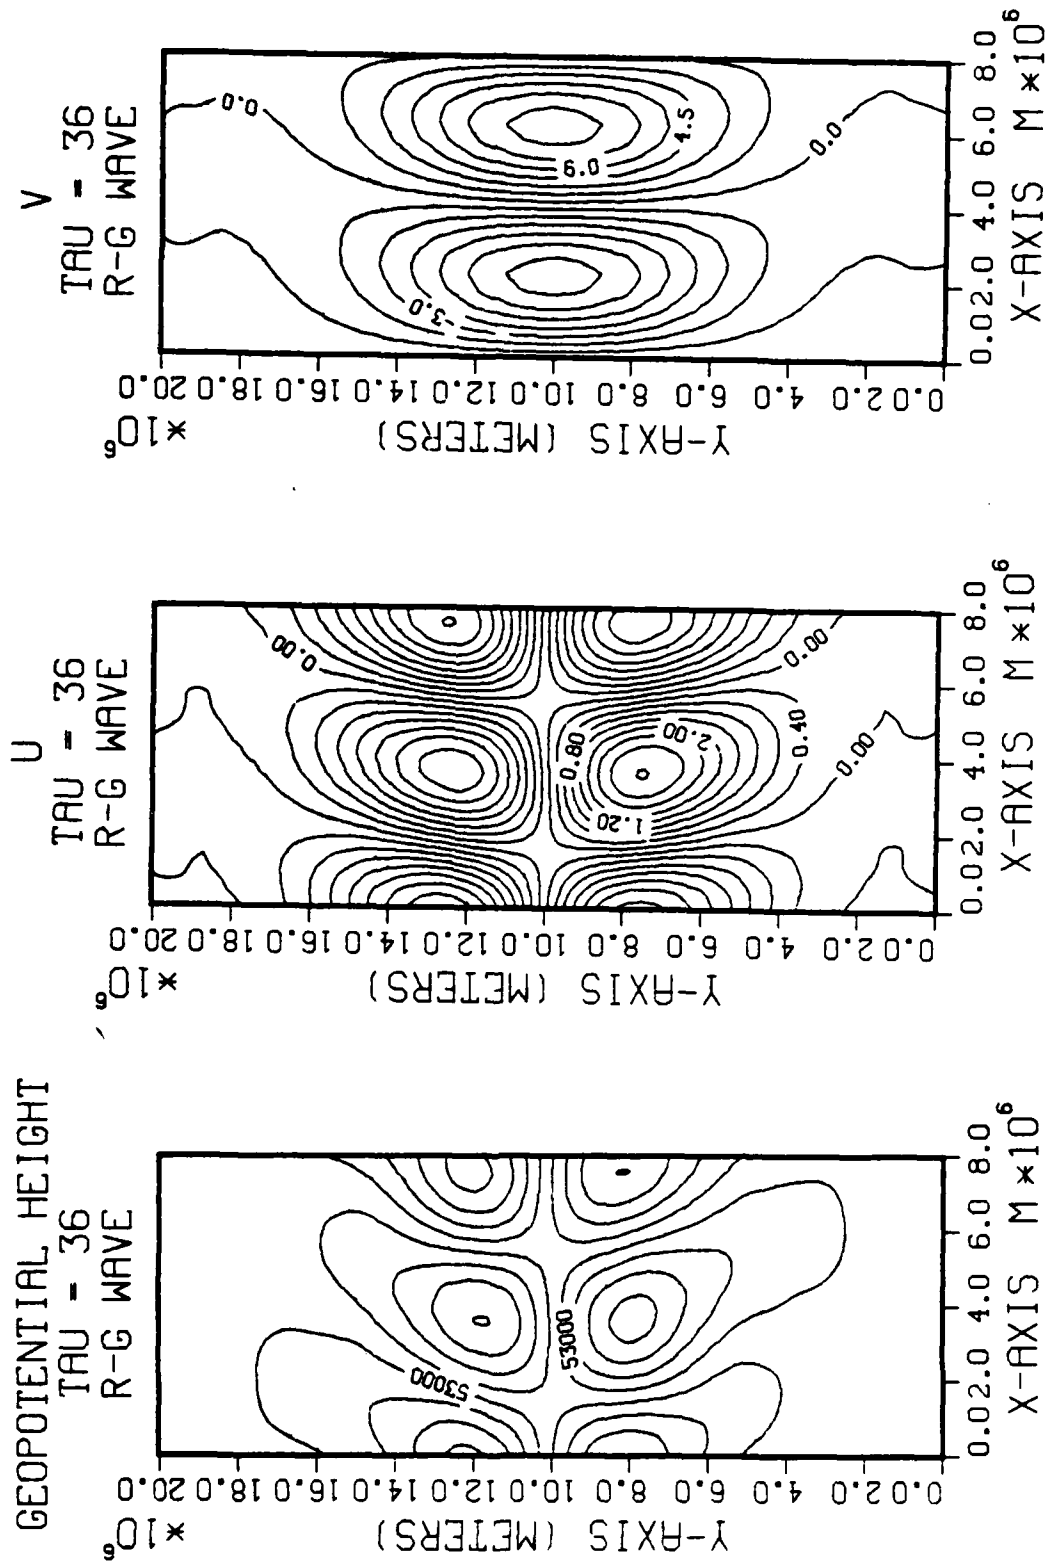 GEOPOTENTIAL HEIGHT
TAU = 36
R-G WAVE
53000
53000
*10⁶
Y-AXIS (METERS)
0.0 2.0 4.0 6.0 8.0 10.0 12.0 14.0 16.0 18.0 20.0
0.0 2.0 4.0 6.0 8.0
X-AXIS M *10⁶
U
TAU = 36
R-G WAVE
0.00
0.00
0.80
2.00
1.20
0.40
0.00
*10⁶
Y-AXIS (METERS)
0.0 2.0 4.0 6.0 8.0 10.0 12.0 14.0 16.0 18.0 20.0
0.0 2.0 4.0 6.0 8.0
X-AXIS M *10⁶
V
TAU = 36
R-G WAVE
0.0
-3.0
6.0
4.5
0.0
*10⁶
Y-AXIS (METERS)
0.0 2.0 4.0 6.0 8.0 10.0 12.0 14.0 16.0 18.0 20.0
0.0 2.0 4.0 6.0 8.0
X-AXIS M *10⁶